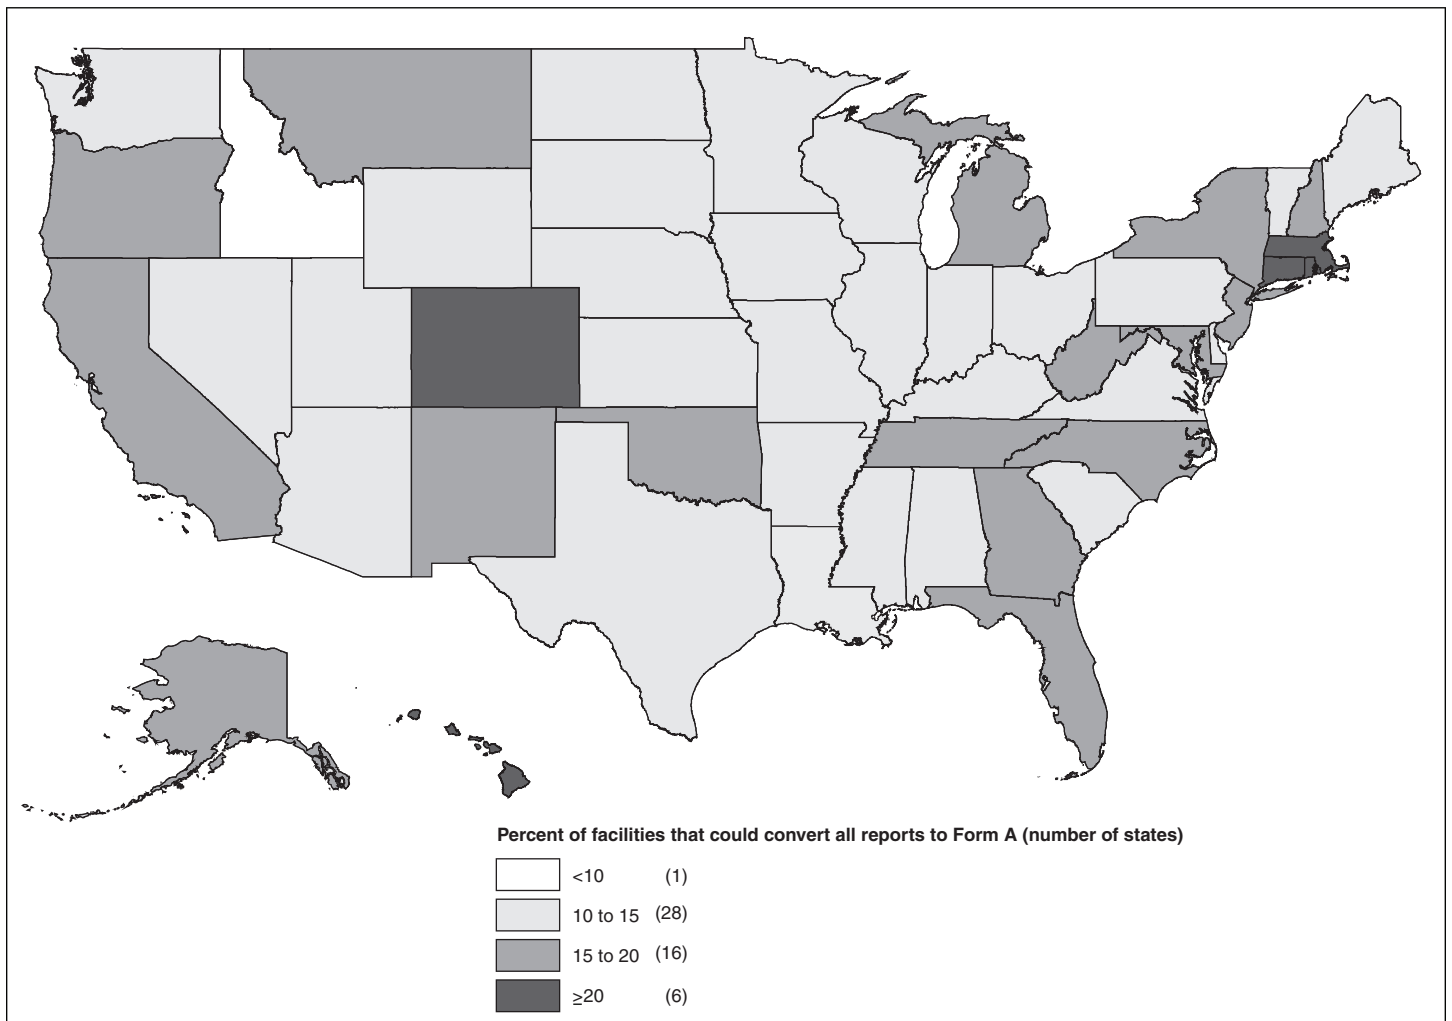 Percent of facilities that could convert all reports to Form A (number of states)
<10 (1)
10 to 15 (28)
15 to 20 (16)
≥20 (6)